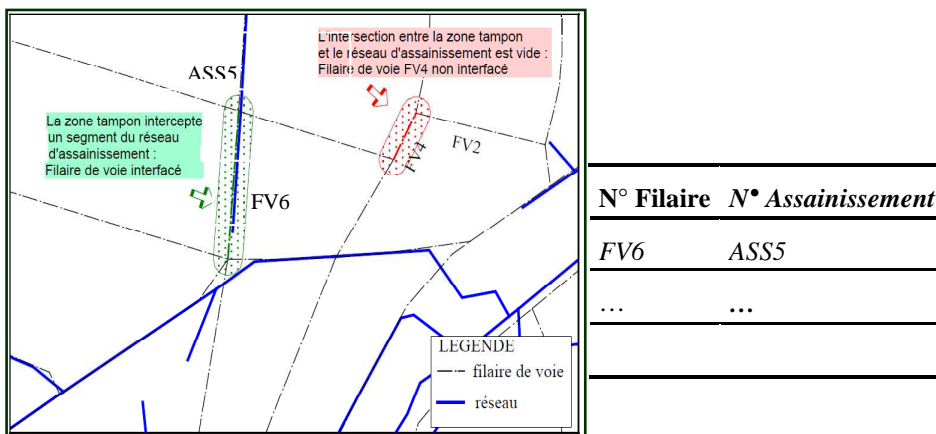 L'intersection entre la zone tampon
et le réseau d'assainissement est vide :
Filaire de voie FV4 non interfacé
ASS5
La zone tampon intercepte
un segment du réseau
d'assainissement :
Filaire de voie interfacé
FV2
FV4
FV6
LEGENDE
filaire de voie
réseau
N° Filaire N° Assainissement
FV6 ASS5
... ...